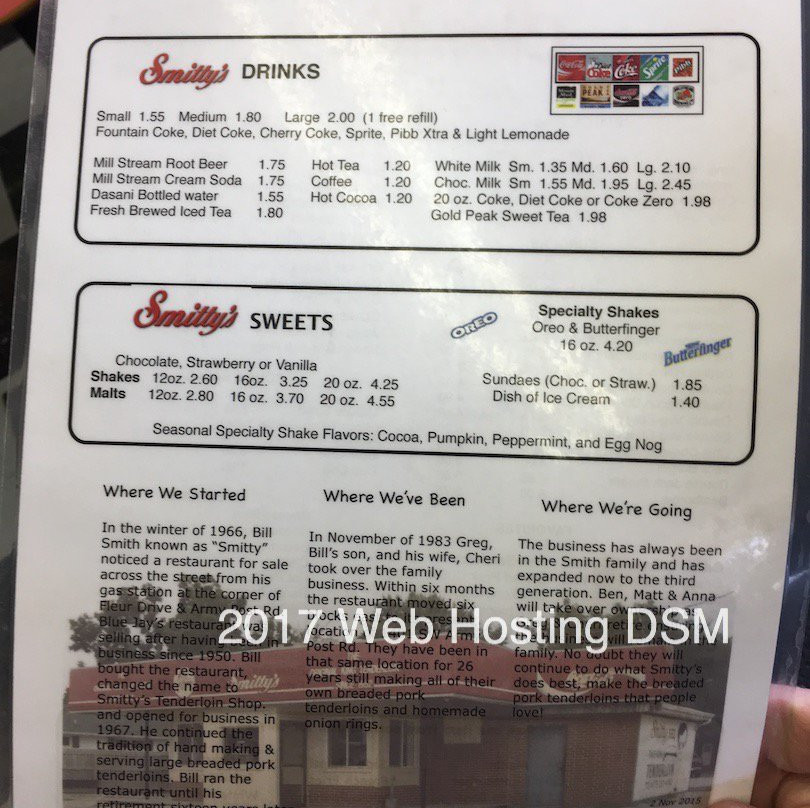 Smitty's DRINKS
Small 1.55 Medium 1.80 Large 2.00 (1 free refill)
Fountain Coke, Diet Coke, Cherry Coke, Sprite, Pibb Xtra & Light Lemonade
Mill Stream Root Beer 1.75 Hot Tea 1.20 White Milk Sm. 1.35 Md. 1.60 Lg. 2.10
Mill Stream Cream Soda 1.75 Coffee 1.20 Choc. Milk Sm 1.55 Md. 1.95 Lg. 2.45
Dasani Bottled water 1.55 Hot Cocoa 1.20 20 oz. Coke, Diet Coke or Coke Zero 1.98
Fresh Brewed Iced Tea 1.80 Gold Peak Sweet Tea 1.98
Smitty's SWEETS
OREO
Specialty Shakes
Oreo & Butterfinger
16 oz. 4.20
Butterfinger
Chocolate, Strawberry or Vanilla
Shakes 12oz. 2.60 16oz. 3.25 20 oz. 4.25
Malts 12oz. 2.80 16 oz. 3.70 20 oz. 4.55
Sundaes (Choc. or Straw.) 1.85
Dish of Ice Cream 1.40
Seasonal Specialty Shake Flavors: Cocoa, Pumpkin, Peppermint, and Egg Nog
Where We Started
In the winter of 1966, Bill
Smith known as "Smitty"
noticed a restaurant for sale
across the street from his
gas station at the corner of
Fleur Drive & Army Post Rd
Blue Jay's restaurant was
selling after having been in
business since 1950. Bill
bought the restaurant,
changed the name to
Smitty's Tenderloin Shop.
and opened for business in
1967. He continued the
tradition of hand making &
serving large breaded pork
tenderloins. Bill ran the
restaurant until his
retirement sixteen years later
Where We've Been
In November of 1983 Greg,
Bill's son, and his wife, Cheri
took over the family
business. Within six months
the restaurant moved six
Post Rd. They have been in
that same location for 26
years still making all of their
own breaded pork
tenderloins and homemade
onion rings.
Where We're Going
The business has always been
in the Smith family and has
expanded now to the third
generation. Ben, Matt & Anna
will take over
will
family. No doubt they will
continue to do what Smitty's
does best, make the breaded
pork tenderloins that people
love!
2017 Web Hosting DSM
2 Nov 2015